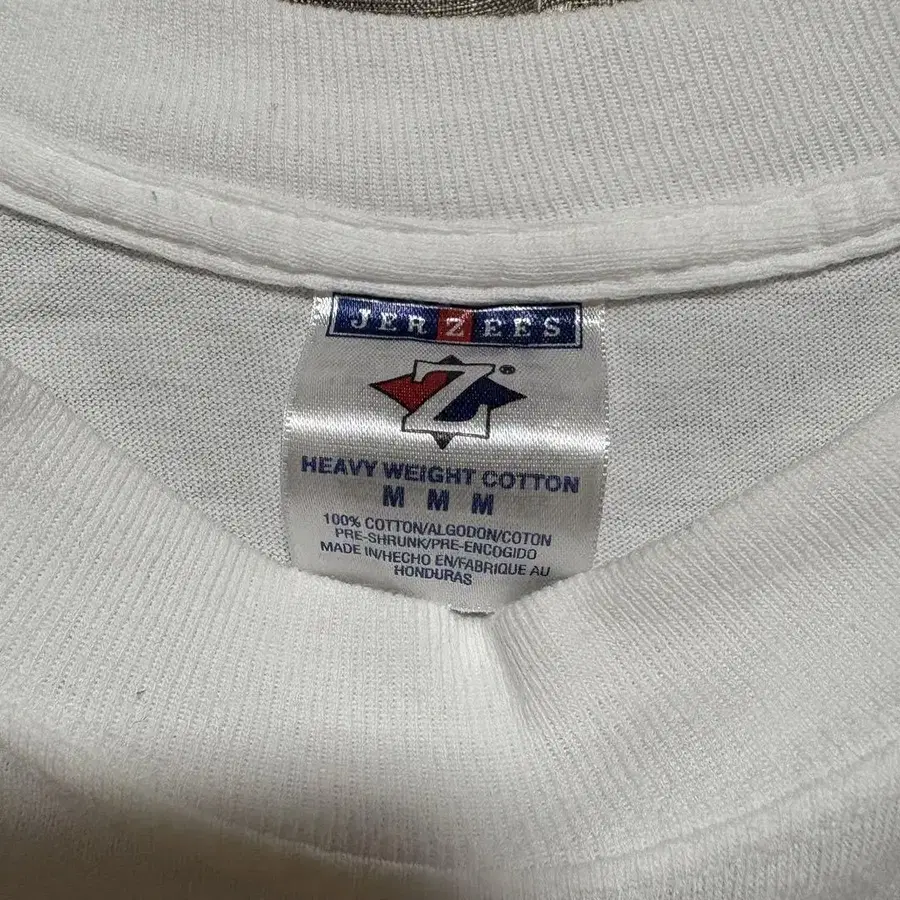 JERZEES
Z®
HEAVY WEIGHT COTTON
M M M
100% COTTON/ALGODON/COTON
PRE-SHRUNK/PRE-ENCOGIDO
MADE IN/HECHO EN/FABRIQUE AU
HONDURAS